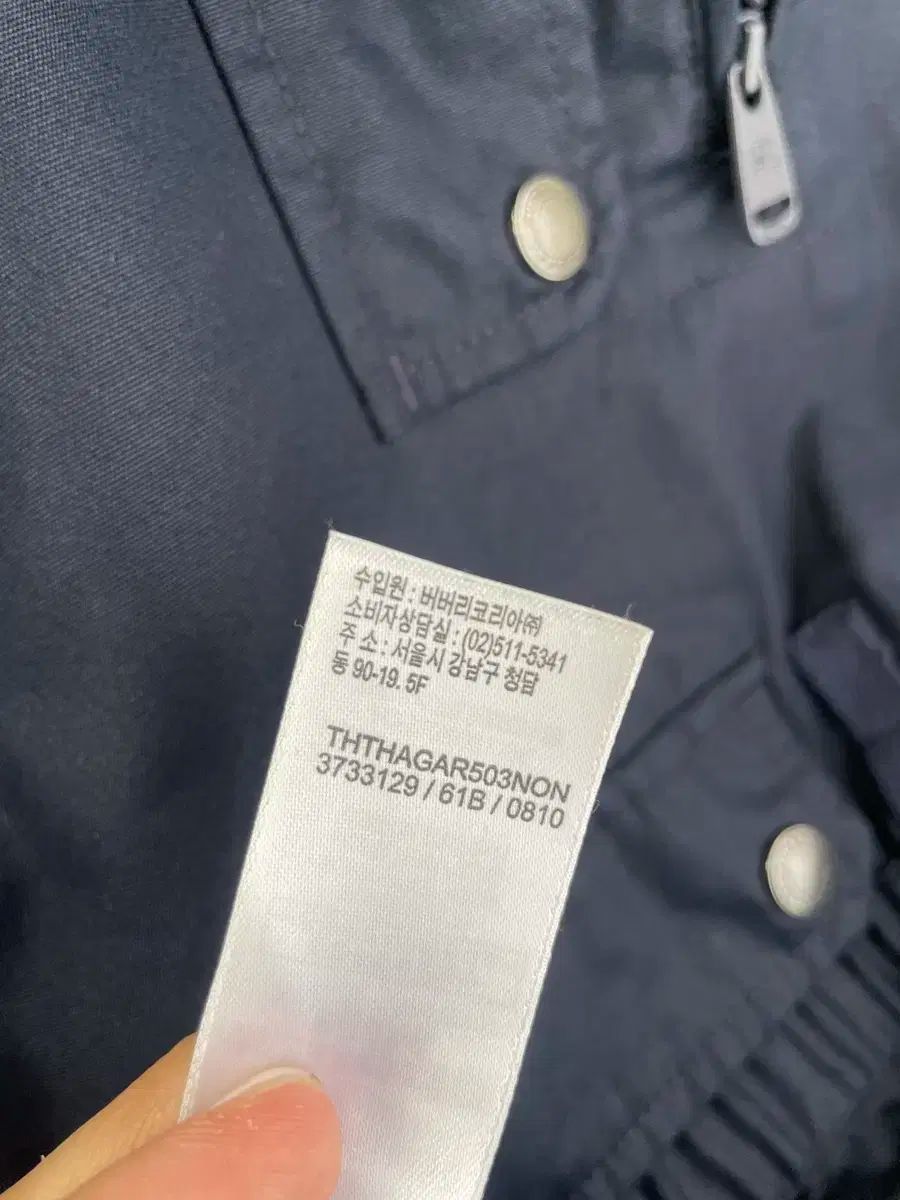 수입원 : 버버리코리아㈜
소비자상담실 : (02)511-5341
주 소 : 서울시 강남구 청담
동 90-19. 5F
THTHAGAR503NON
3733129 / 61B / 0810